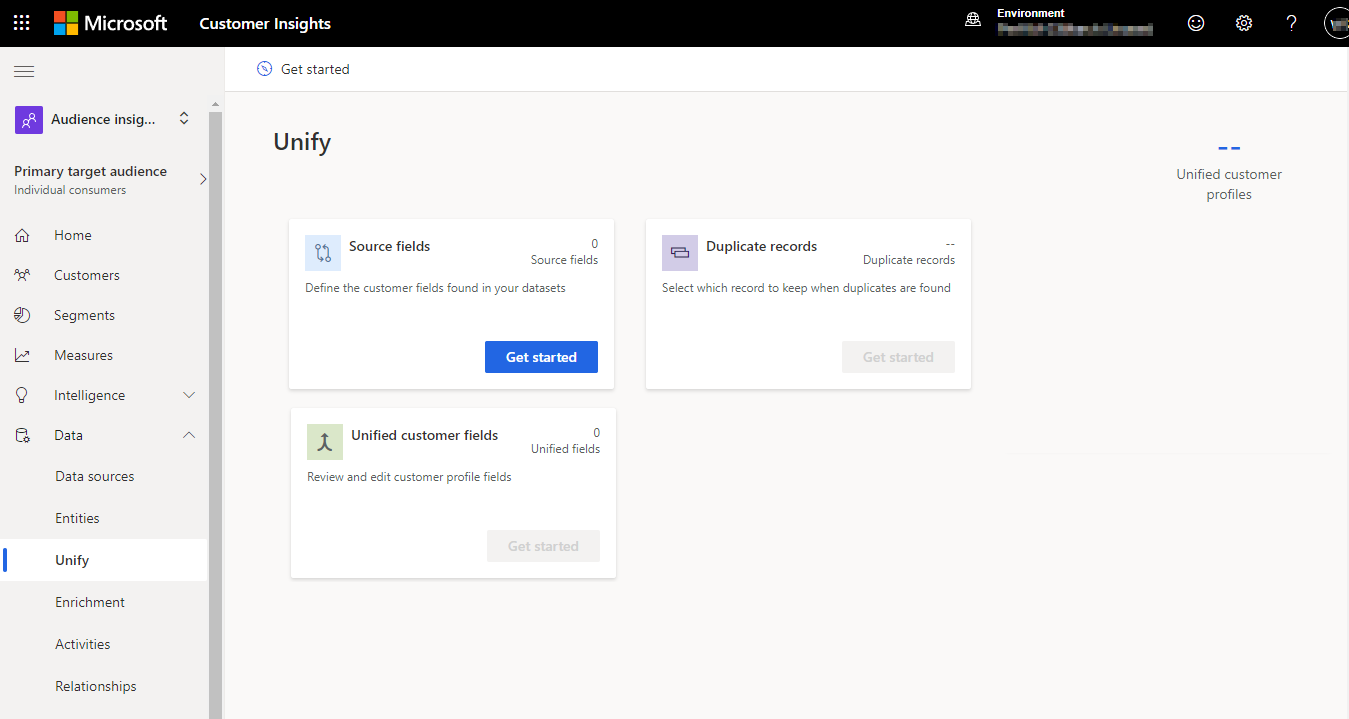 Microsoft
Customer Insights
Environment
?
Get started
Audience insig...
Primary target audience
Individual consumers
Home
Customers
Segments
Measures
Intelligence
Data
Data sources
Entities
Unify
Enrichment
Activities
Relationships
Unify
--
Unified customer
profiles
Source fields
0
Source fields
Define the customer fields found in your datasets
Get started
Duplicate records
--
Duplicate records
Select which record to keep when duplicates are found
Get started
Unified customer fields
0
Unified fields
Review and edit customer profile fields
Get started